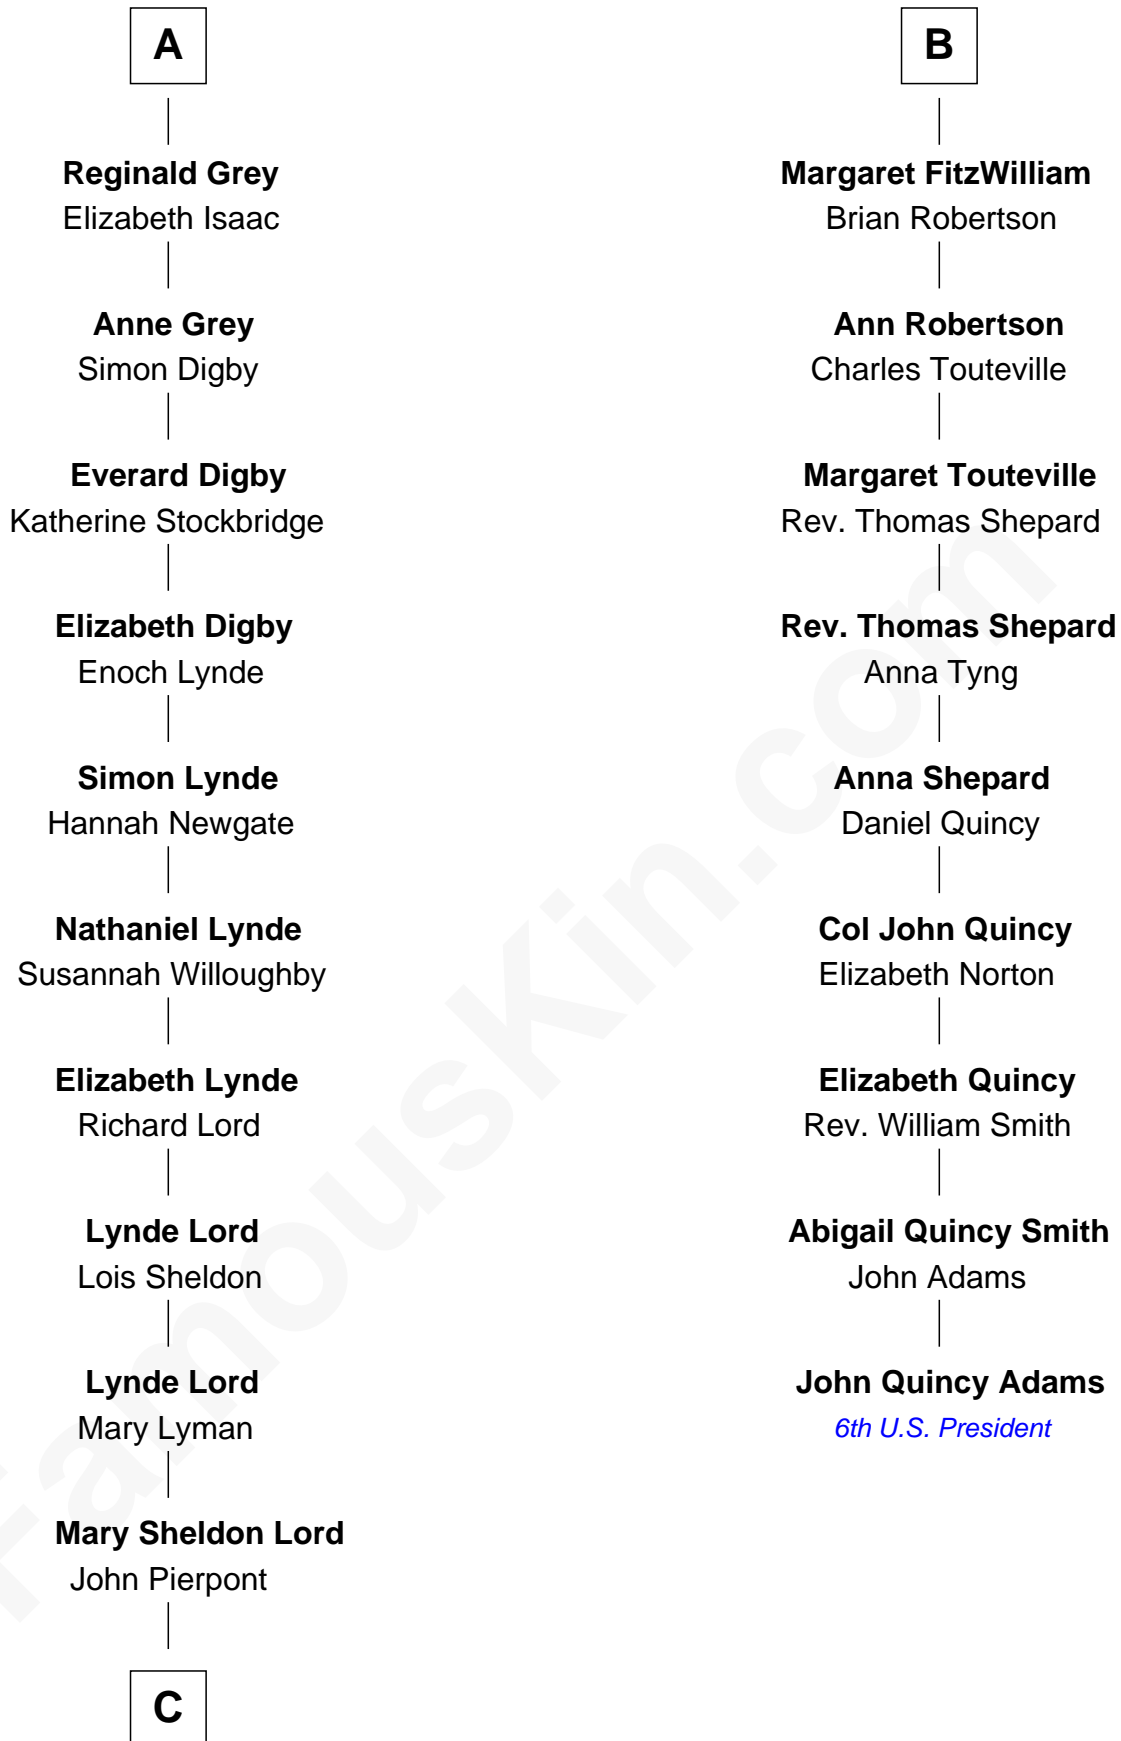 A
Reginald Grey
Elizabeth Isaac
Anne Grey
Simon Digby
Everard Digby
Katherine Stockbridge
Elizabeth Digby
Enoch Lynde
Simon Lynde
Hannah Newgate
Nathaniel Lynde
Susannah Willoughby
Elizabeth Lynde
Richard Lord
Lynde Lord
Lois Sheldon
Lynde Lord
Mary Lyman
Mary Sheldon Lord
John Pierpont
C
B
Margaret FitzWilliam
Brian Robertson
Ann Robertson
Charles Touteville
Margaret Touteville
Rev. Thomas Shepard
Rev. Thomas Shepard
Anna Tyng
Anna Shepard
Daniel Quincy
Col John Quincy
Elizabeth Norton
Elizabeth Quincy
Rev. William Smith
Abigail Quincy Smith
John Adams
John Quincy Adams
6th U.S. President
FamousKin.com